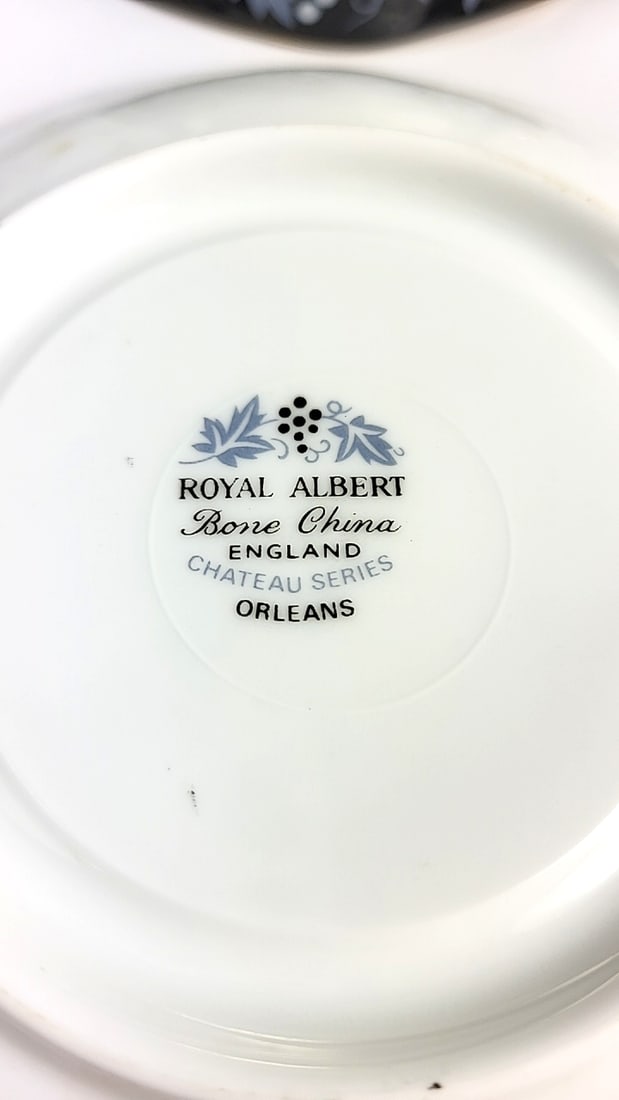 ROYAL ALBERT
Bone China
ENGLAND
CHATEAU SERIES
ORLEANS